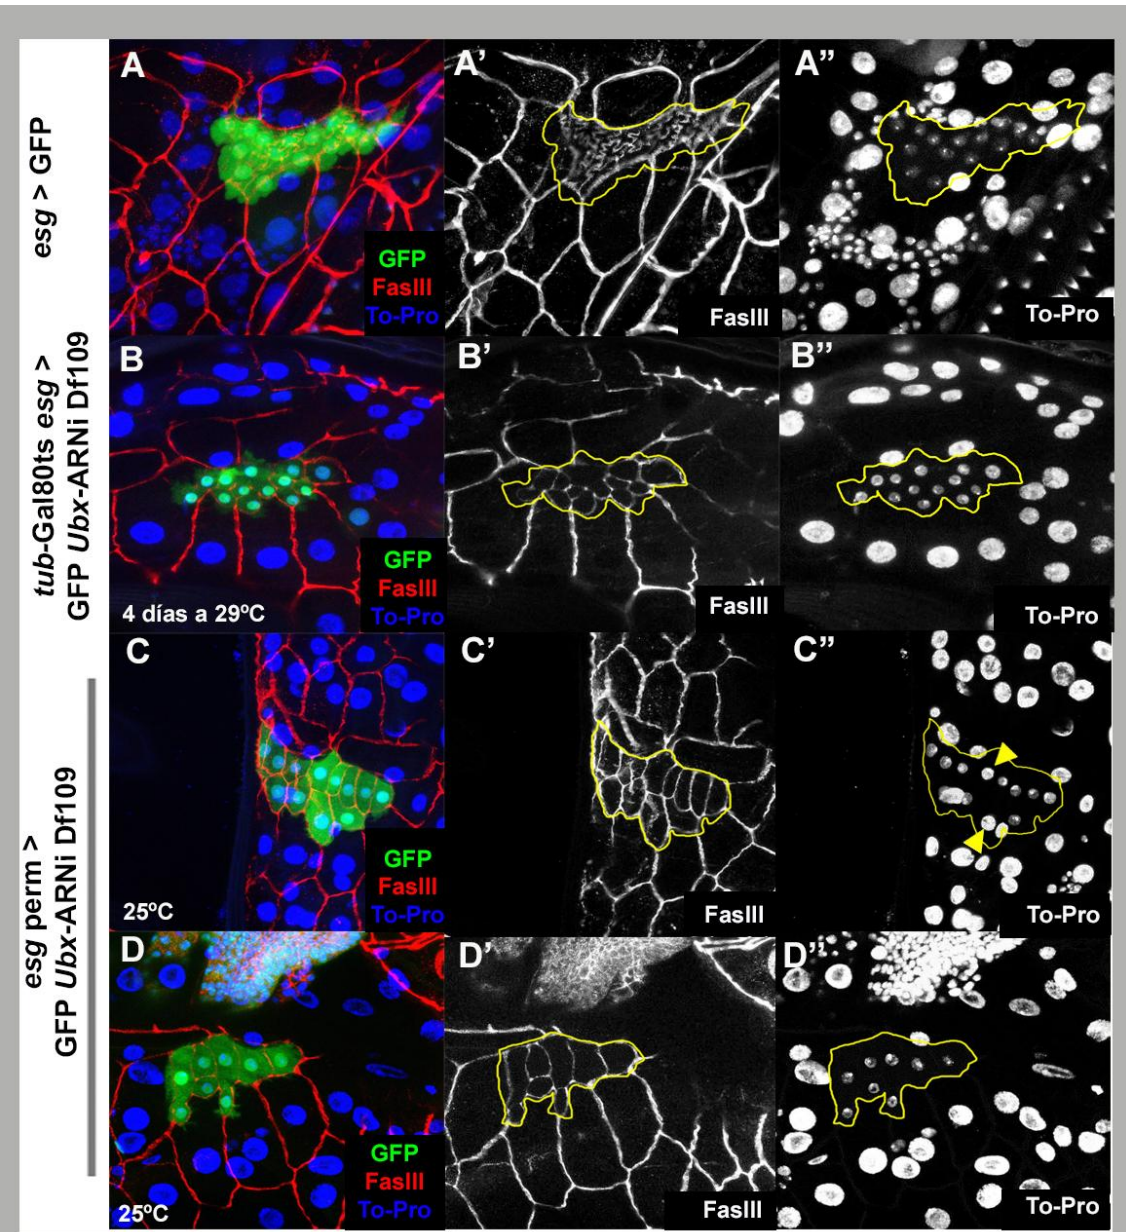 esg > GFP
A
GFP
FasIII
To-Pro
A'
FasIII
A''
To-Pro
tub-Gal80ts esg >
GFP Ubx-ARNi Df109
B
4 días a 29ºC
GFP
FasIII
To-Pro
B'
FasIII
B''
To-Pro
esg perm >
GFP Ubx-ARNi Df109
C
25ºC
GFP
FasIII
To-Pro
C'
FasIII
C''
To-Pro
D
25ºC
GFP
FasIII
To-Pro
D'
FasIII
D''
To-Pro